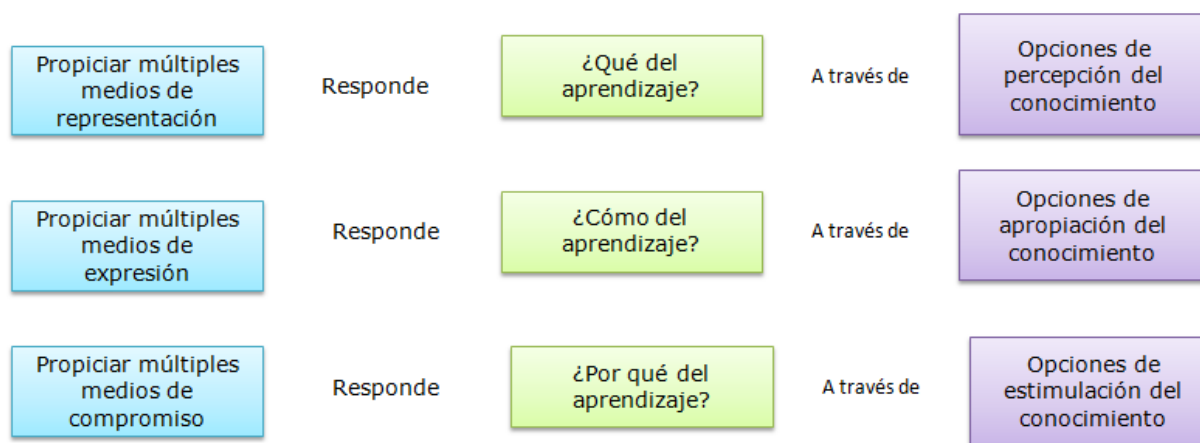 Propiciar múltiples
medios de
representación
Responde
¿Qué del
aprendizaje?
A través de
Opciones de
percepción del
conocimiento
Propiciar múltiples
medios de
expresión
Responde
¿Cómo del
aprendizaje?
A través de
Opciones de
apropiación del
conocimiento
Propiciar múltiples
medios de
compromiso
Responde
¿Por qué del
aprendizaje?
A través de
Opciones de
estimulación del
conocimiento